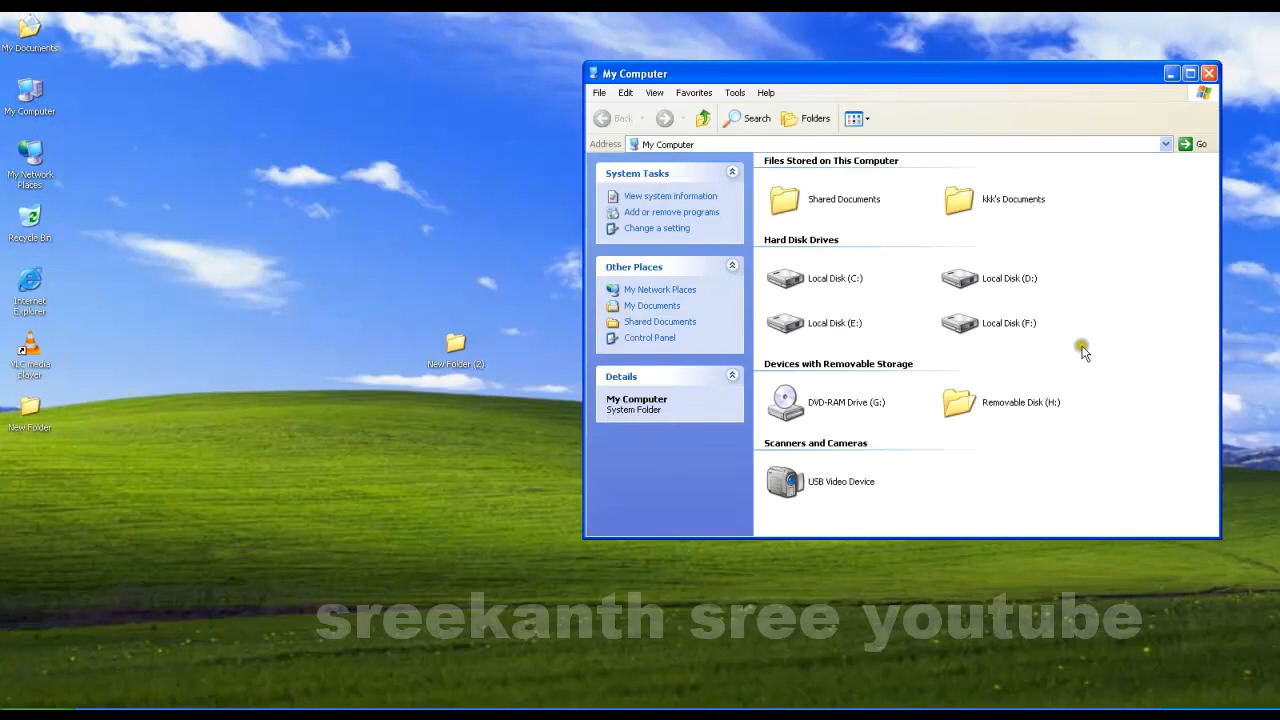 My Documents
My Computer
My Network
Places
Recycle Bin
Internet
Explorer
VLC media
player
New Folder
New Folder (2)
My Computer
File Edit View Favorites Tools Help
Back Search Folders
Address My Computer Go
System Tasks
View system information
Add or remove programs
Change a setting
Other Places
My Network Places
My Documents
Shared Documents
Control Panel
Details
My Computer
System Folder
Files Stored on This Computer
Shared Documents kkk's Documents
Hard Disk Drives
Local Disk (C:) Local Disk (D:)
Local Disk (E:) Local Disk (F:)
Devices with Removable Storage
DVD-RAM Drive (G:) Removable Disk (H:)
Scanners and Cameras
USB Video Device
sreekanth sree youtube